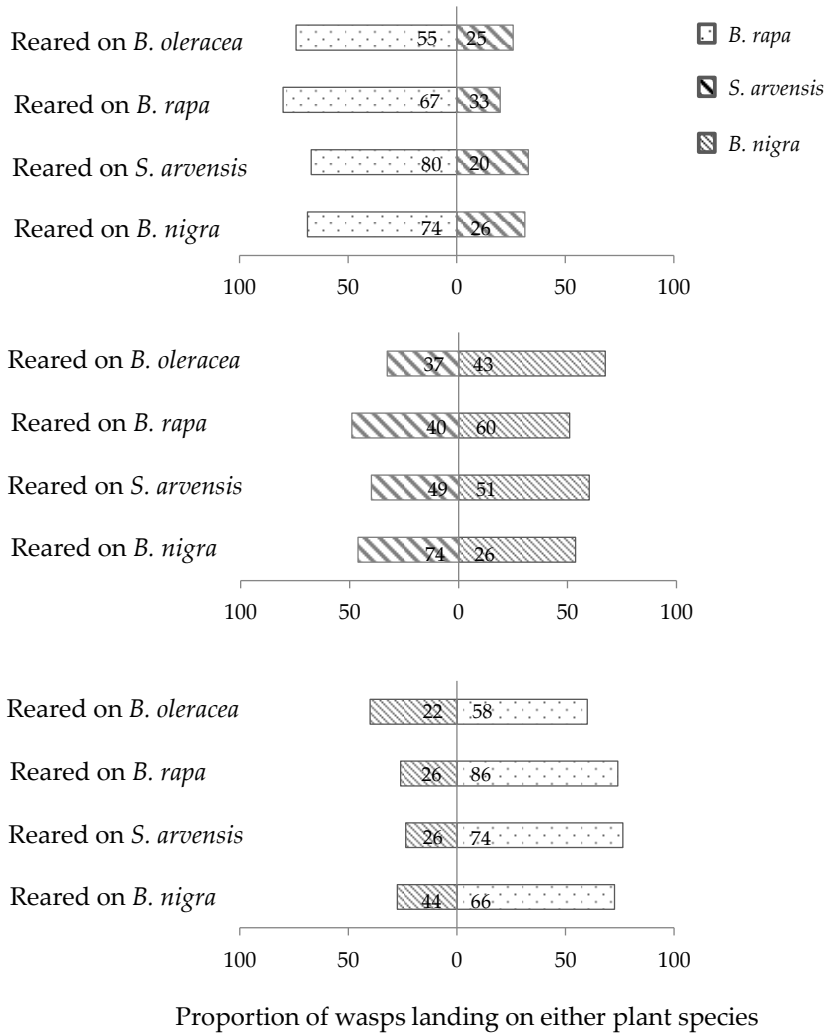 Reared on B. oleracea 55 25
Reared on B. rapa 67 33
Reared on S. arvensis 80 20
Reared on B. nigra 74 26
100 50 0 50 100
B. rapa
S. arvensis
B. nigra
Reared on B. oleracea 37 43
Reared on B. rapa 40 60
Reared on S. arvensis 49 51
Reared on B. nigra 74 26
100 50 0 50 100
Reared on B. oleracea 22 58
Reared on B. rapa 26 86
Reared on S. arvensis 26 74
Reared on B. nigra 44 66
100 50 0 50 100
Proportion of wasps landing on either plant species